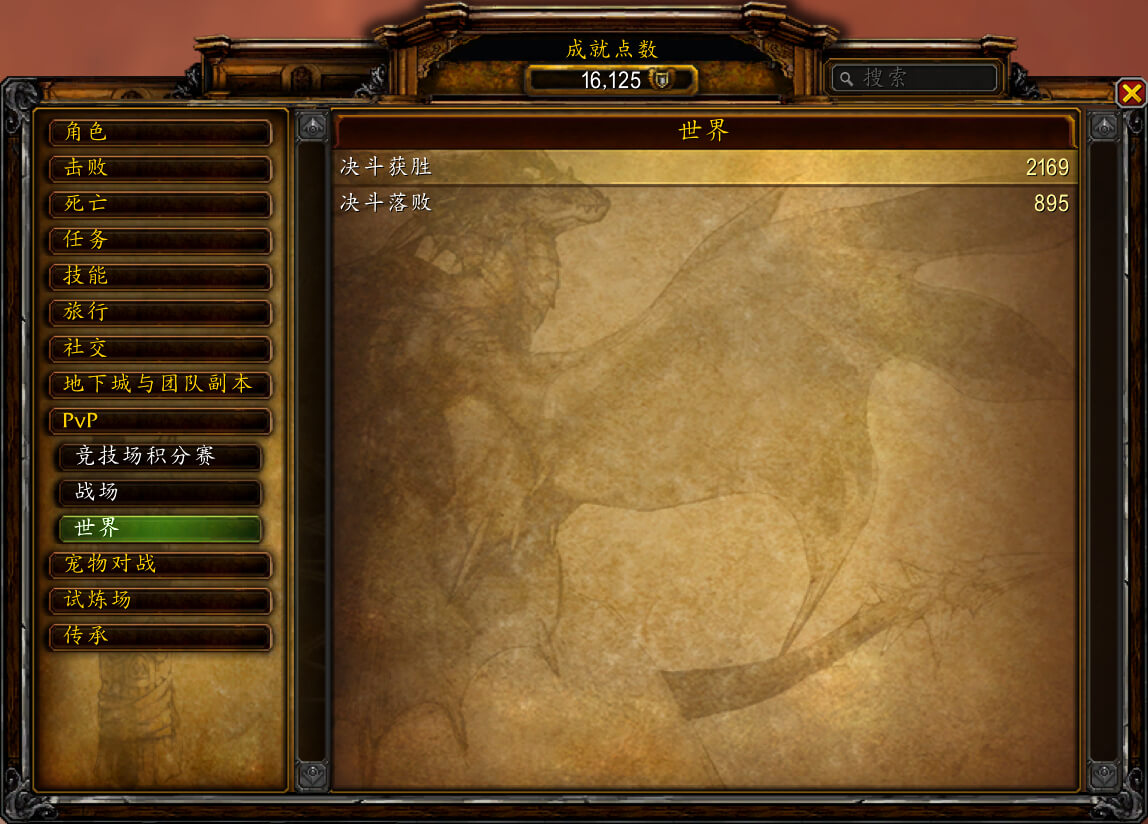 成就点数
16,125
搜索
角色
击败
死亡
任务
技能
旅行
社交
地下城与团队副本
PvP
竞技场积分赛
战场
世界
宠物对战
试炼场
传承
世界
决斗获胜 2169
决斗落败 895